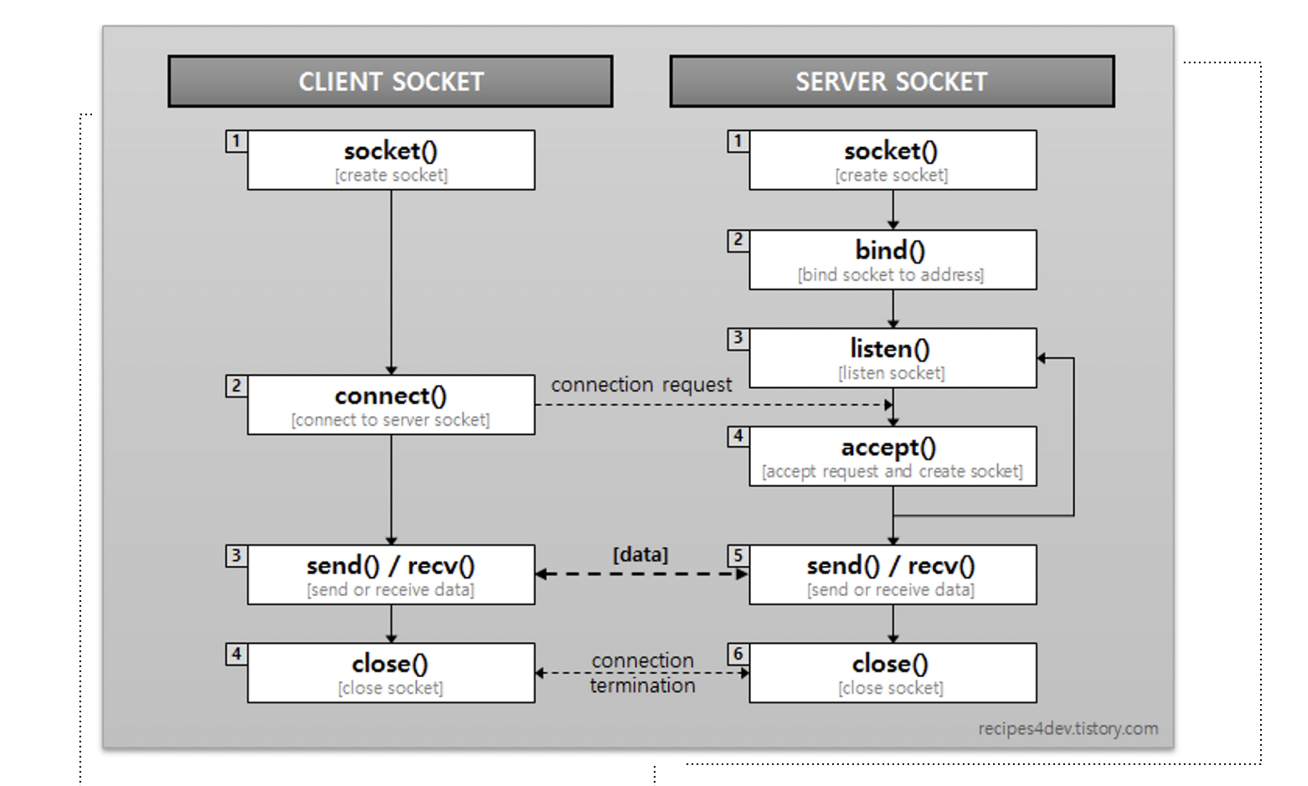 CLIENT SOCKET
1
socket()
[create socket]
2
connect()
[connect to server socket]
3
send() / recv()
[send or receive data]
4
close()
[close socket]
connection request
[data]
connection
termination
SERVER SOCKET
1
socket()
[create socket]
2
bind()
[bind socket to address]
3
listen()
[listen socket]
4
accept()
[accept request and create socket]
5
send() / recv()
[send or receive data]
6
close()
[close socket]
recipes4dev.tistory.com